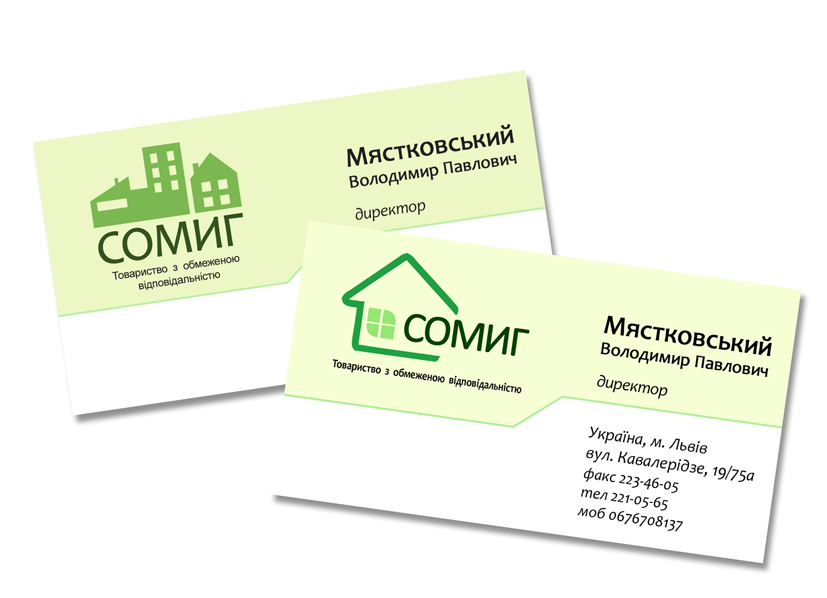 СОМИГ
Товариство з обмеженою
відповідальністю
Мястковський
Володимир Павлович
директор
СОМИГ
Товариство з обмеженою відповідальністю
Мястковський
Володимир Павлович
директор
Україна, м. Львів
вул. Кавалерідзе, 19/75а
факс 223-46-05
тел 221-05-65
моб 0676708137